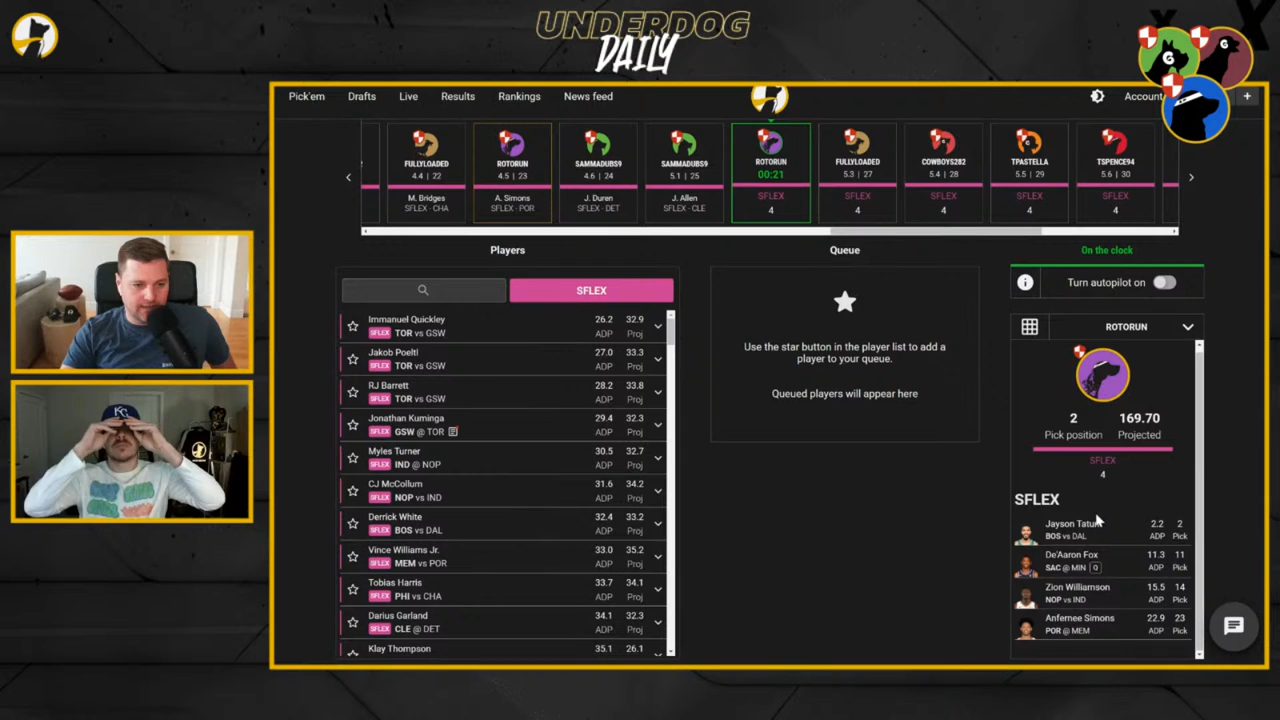 UNDERDOG
DAILY
Pick'em
Drafts
Live
Results
Rankings
News feed
Account
FULLYLOADED
4.4 | 22
M. Bridges
SFLEX - CHA
ROTORUN
4.5 | 23
A. Simons
SFLEX - POR
SAMMADUBS9
4.6 | 24
J. Duren
SFLEX - DET
SAMMADUBS9
5.1 | 25
J. Allen
SFLEX - CLE
ROTORUN
00:21
SFLEX
4
FULLYLOADED
5.3 | 27
SFLEX
4
COWBOYS282
5.4 | 28
SFLEX
4
TPASTELLA
5.5 | 29
SFLEX
4
TSPENCE94
5.6 | 30
SFLEX
4
Players
SFLEX
Immanuel Quickley 26.2 32.9
SFLEX TOR vs GSW ADP Proj
Jakob Poeltl 27.0 33.3
SFLEX TOR vs GSW ADP Proj
RJ Barrett 28.2 33.8
SFLEX TOR vs GSW ADP Proj
Jonathan Kuminga 29.4 32.3
SFLEX GSW @ TOR ADP Proj
Myles Turner 30.5 32.7
SFLEX IND @ NOP ADP Proj
CJ McCollum 31.6 34.2
SFLEX NOP vs IND ADP Proj
Derrick White 32.4 33.2
SFLEX BOS vs DAL ADP Proj
Vince Williams Jr. 33.0 35.2
SFLEX MEM vs POR ADP Proj
Tobias Harris 33.7 34.1
SFLEX PHI vs CHA ADP Proj
Darius Garland 34.1 32.3
SFLEX CLE @ DET ADP Proj
Klay Thompson 35.1 26.1
Queue
Use the star button in the player list to add a
player to your queue.
Queued players will appear here
On the clock
Turn autopilot on
ROTORUN
2 169.70
Pick position Projected
SFLEX
4
SFLEX
Jayson Tatum 2.2 2
BOS vs DAL ADP Pick
De'Aaron Fox 11.3 11
SAC @ MIN Q ADP Pick
Zion Williamson 15.5 14
NOP vs IND ADP Pick
Anfernee Simons 22.9 23
POR @ MEM ADP Pick
KC